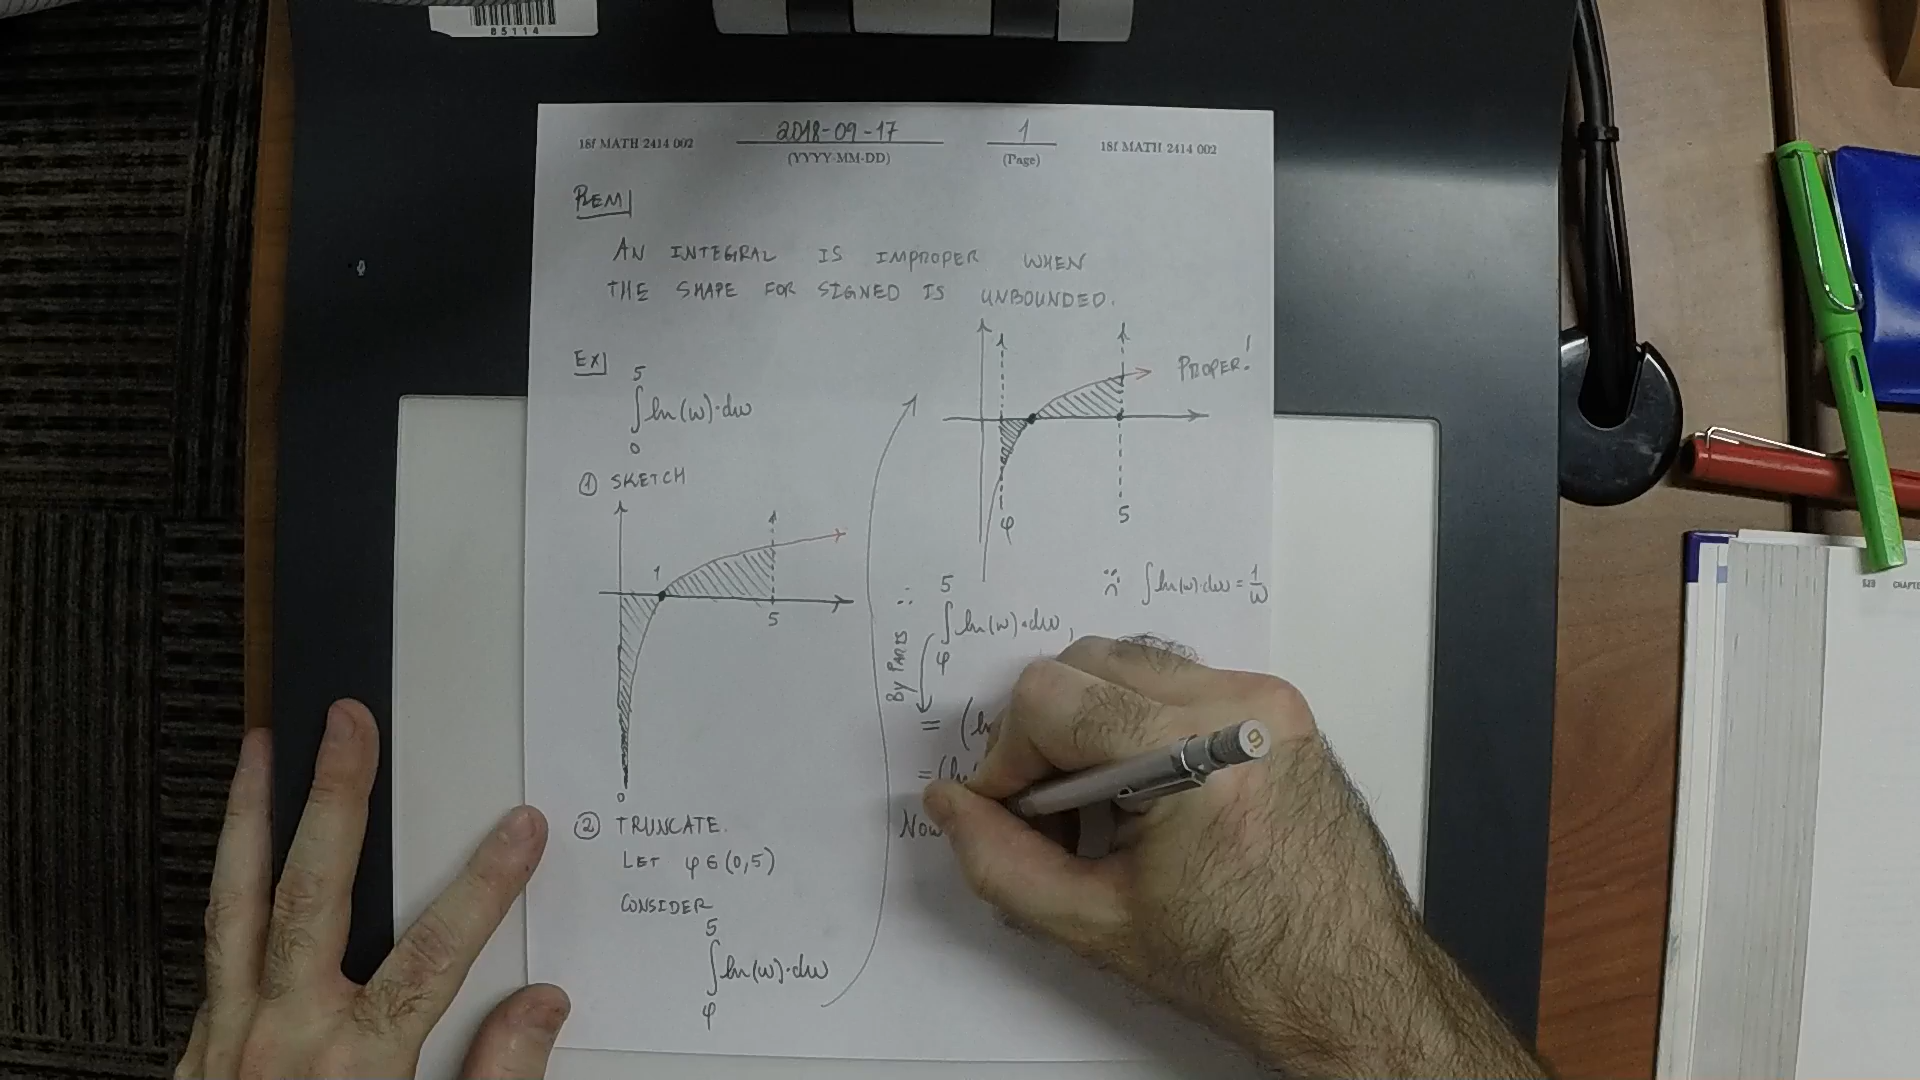 85114
18f MATH 2414 002 2018-09-17 1 18f MATH 2414 002
(YYYY-MM-DD) (Page)
REM
AN INTEGRAL IS IMPROPER WHEN
THE SHAPE FOR SIGNED IS UNBOUNDED.
EX
5
∫ln(w)·dw
0
① SKETCH
1
5
0
② TRUNCATE.
LET φ∈(0,5)
CONSIDER
5
∫ln(w)·dw
φ
PROPER!
φ 5
∴
5
∫ln(w)·dw,
φ
∫ln(w)·dw = 1/w
BY PARTS
= (ln
= (ln
NOW